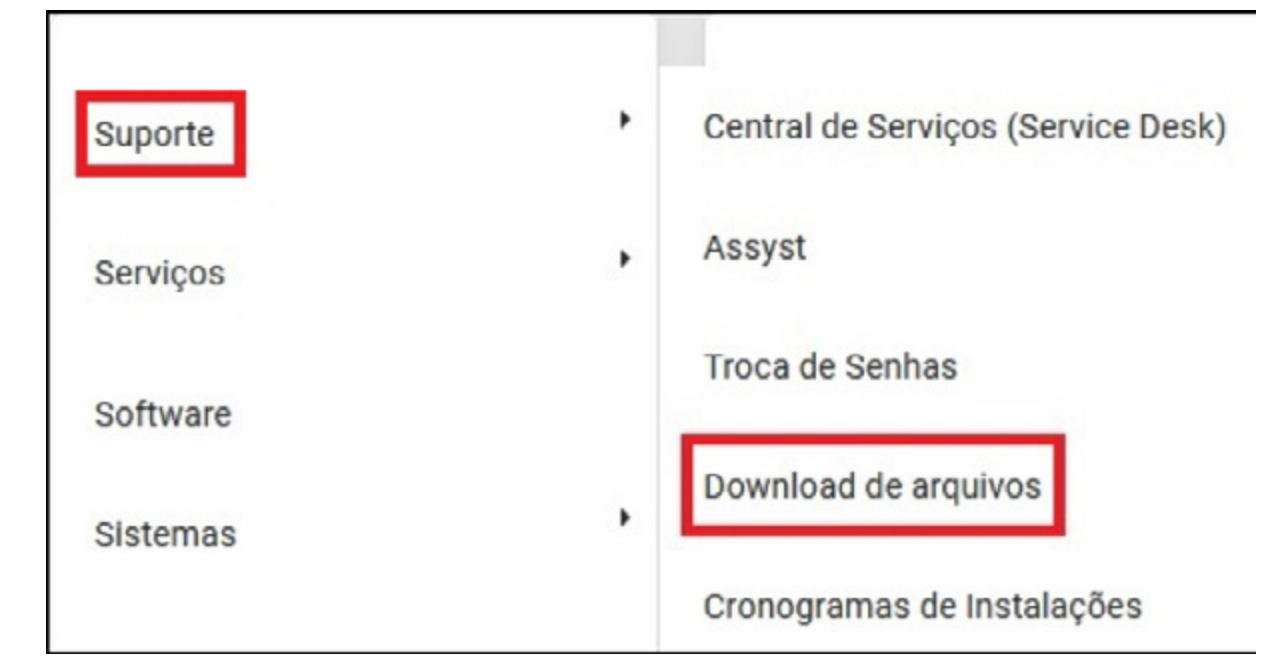 Suporte
Serviços
Software
Sistemas
Central de Serviços (Service Desk)
Assyst
Troca de Senhas
Download de arquivos
Cronogramas de Instalações